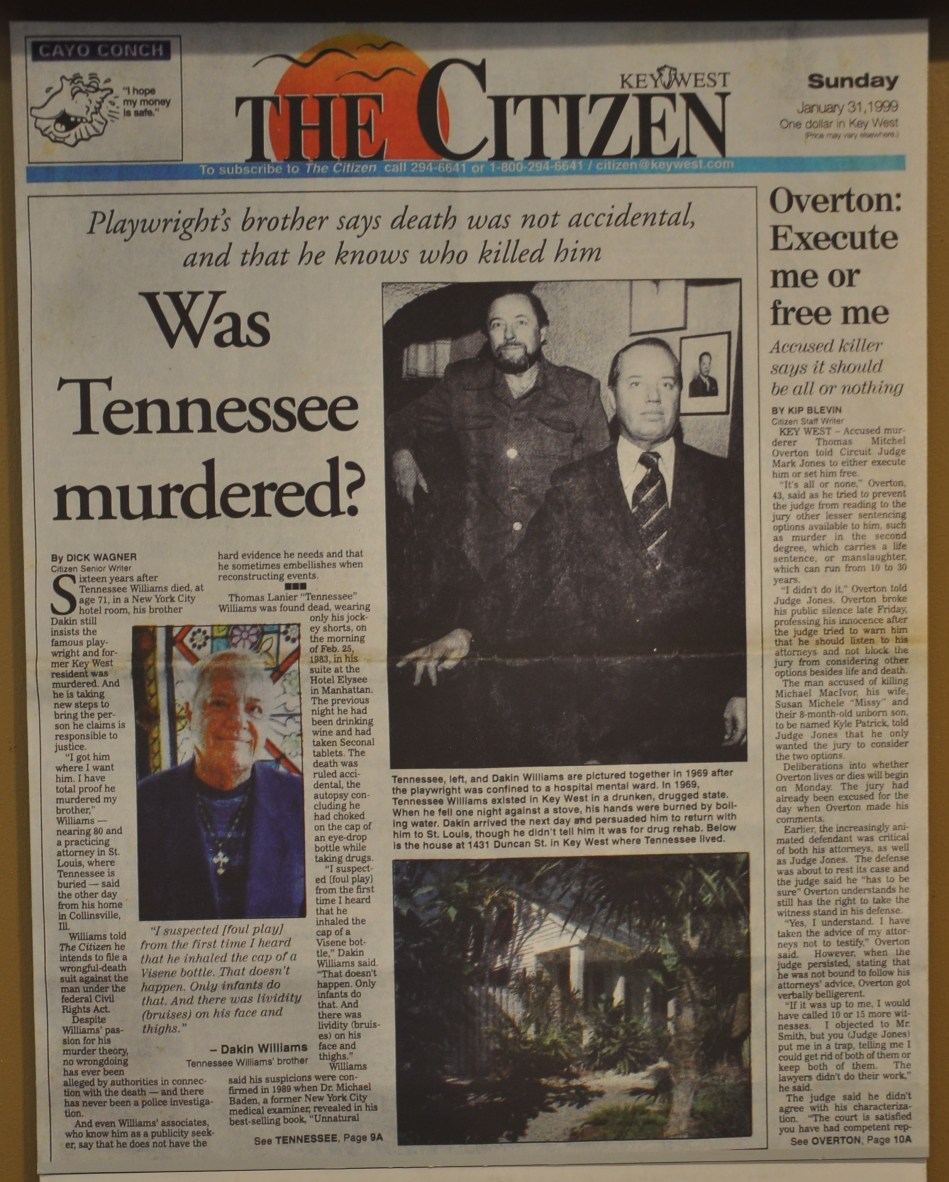 CAYO CONCH
"I hope
my money
is safe."
THE CITIZEN
KEY WEST
Sunday
January 31, 1999
One dollar in Key West
(Price may vary elsewhere.)
To subscribe to The Citizen call 294-6641 or 1-800-294-6641 / citizen@keywest.com
Playwright's brother says death was not accidental,
and that he knows who killed him
Was
Tennessee
murdered?
By DICK WAGNER
Citizen Senior Writer
Sixteen years after
Tennessee Williams died, at
age 71, in a New York City
hotel room, his brother
Dakin still
insists the
famous play-
wright and for-
mer Key West
resident was
murdered. And
he is taking
new steps to
bring the per-
son he claims is
responsible to
justice.
"I got him
where I want
him. I have
total proof he
murdered my
brother,"
Williams —
nearing 80 and
a practicing
attorney in St.
Louis, where
Tennessee is
buried — said
the other day
from his home
in Collinsville,
Ill.
Williams told
The Citizen he
intends to file a
wrongful-death
suit against the
man under the
federal Civil
Rights Act.
Despite
Williams' pas-
sion for his
murder theory,
no wrongdoing
has ever been
alleged by authorities in connec-
tion with the death — and there
has never been a police investiga-
tion.
And even Williams' associates,
who know him as a publicity seek-
er, say that he does not have the
hard evidence he needs and that
he sometimes embellishes when
reconstructing events.
■■■
Thomas Lanier "Tennessee"
Williams was found dead, wearing
only his jock-
ey shorts, on
the morning
of Feb. 25,
1983, in his
suite at the
Hotel Elysee
in Manhattan.
The previous
night he had
been drinking
wine and had
taken Seconal
tablets. The
death was
ruled acci-
dental, the
autopsy con-
cluding he
had choked
on the cap of
an eye-drop
bottle while
taking drugs.
"I suspect-
ed [foul play]
from the first
time I heard
that he
inhaled the
cap of a
Visene bot-
tle," Dakin
Williams said.
"That doesn't
happen. Only
infants do
that. And
there was
lividity (bruis-
es) on his
face and
thighs."
Williams
said his suspicions were con-
firmed in 1989 when Dr. Michael
Baden, a former New York City
medical examiner, revealed in his
best-selling book, "Unnatural
See TENNESSEE, Page 9A
"I suspected [foul play]
from the first time I heard
that he inhaled the cap of a
Visene bottle. That doesn't
happen. Only infants do
that. And there was lividity
(bruises) on his face and
thighs."
– Dakin Williams
Tennessee Williams' brother
Tennessee, left, and Dakin Williams are pictured together in 1969 after
the playwright was confined to a hospital mental ward. In 1969,
Tennessee Williams existed in Key West in a drunken, drugged state.
When he fell one night against a stove, his hands were burned by boil-
ing water. Dakin arrived the next day and persuaded him to return with
him to St. Louis, though he didn't tell him it was for drug rehab. Below
is the house at 1431 Duncan St. in Key West where Tennessee lived.
Overton:
Execute
me or
free me
Accused killer
says it should
be all or nothing
BY KIP BLEVIN
Citizen Staff Writer
KEY WEST – Accused mur-
derer Thomas Mitchel
Overton told Circuit Judge
Mark Jones to either execute
him or set him free.
"It's all or none," Overton,
43, said as he tried to prevent
the judge from reading to the
jury other lesser sentencing
options available to him, such
as murder in the second
degree, which carries a life
sentence, or manslaughter,
which can run from 10 to 30
years.
"I didn't do it," Overton told
Judge Jones. Overton broke
his public silence late Friday,
professing his innocence after
the judge tried to warn him
that he should listen to his
attorneys and not block the
jury from considering other
options besides life and death.
The man accused of killing
Michael MacIvor, his wife,
Susan Michele "Missy" and
their 8-month-old unborn son,
to be named Kyle Patrick, told
Judge Jones that he only
wanted the jury to consider
the two options.
Deliberations into whether
Overton lives or dies will begin
on Monday. The jury had
already been excused for the
day when Overton made his
comments.
Earlier, the increasingly ani-
mated defendant was critical
of both his attorneys, as well
as Judge Jones. The defense
was about to rest its case and
the judge said he "has to be
sure" Overton understands he
still has the right to take the
witness stand in his defense.
"Yes, I understand. I have
taken the advice of my attor-
neys not to testify," Overton
said. However, when the
judge persisted, stating that
he was not bound to follow his
attorneys' advice, Overton got
verbally belligerent.
"If it was up to me, I would
have called 10 or 15 more wit-
nesses. I objected to Mr.
Smith, but you (Judge Jones)
put me in a trap, telling me I
could get rid of both of them or
keep both of them. The
lawyers didn't do their work,"
he said.
The judge said he didn't
agree with his characteriza-
tion. "The court is satisfied
you have had competent rep-
See OVERTON, Page 10A